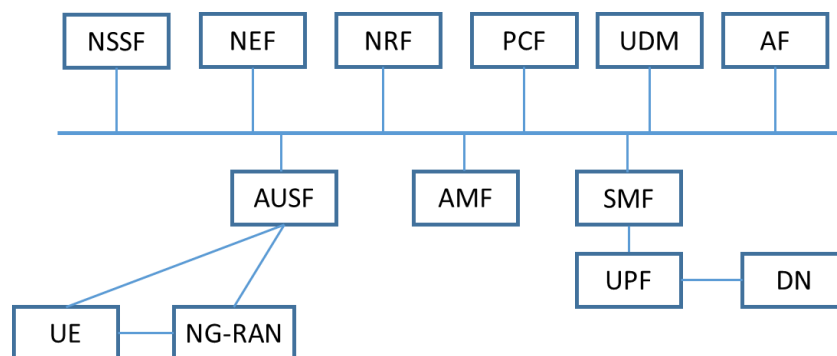 NSSF
NEF
NRF
PCF
UDM
AF
AUSF
AMF
SMF
UPF
DN
UE
NG-RAN